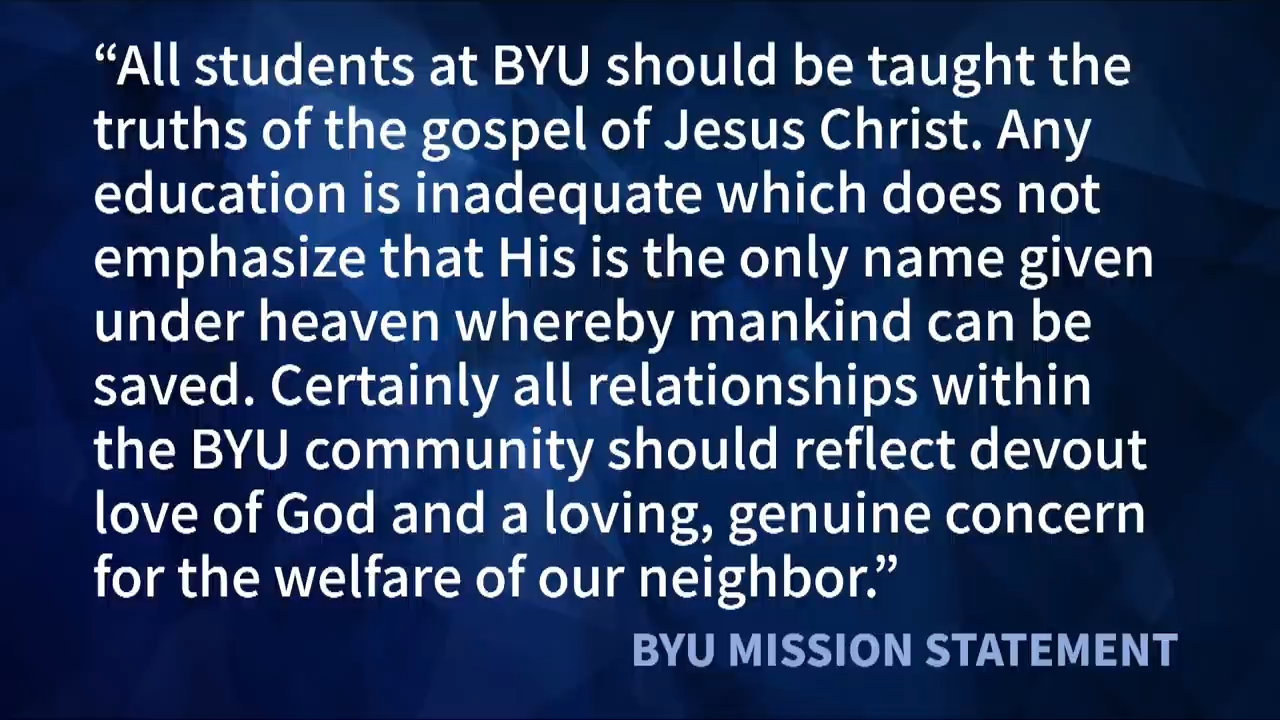 “All students at BYU should be taught the
truths of the gospel of Jesus Christ. Any
education is inadequate which does not
emphasize that His is the only name given
under heaven whereby mankind can be
saved. Certainly all relationships within
the BYU community should reflect devout
love of God and a loving, genuine concern
for the welfare of our neighbor.”
BYU MISSION STATEMENT